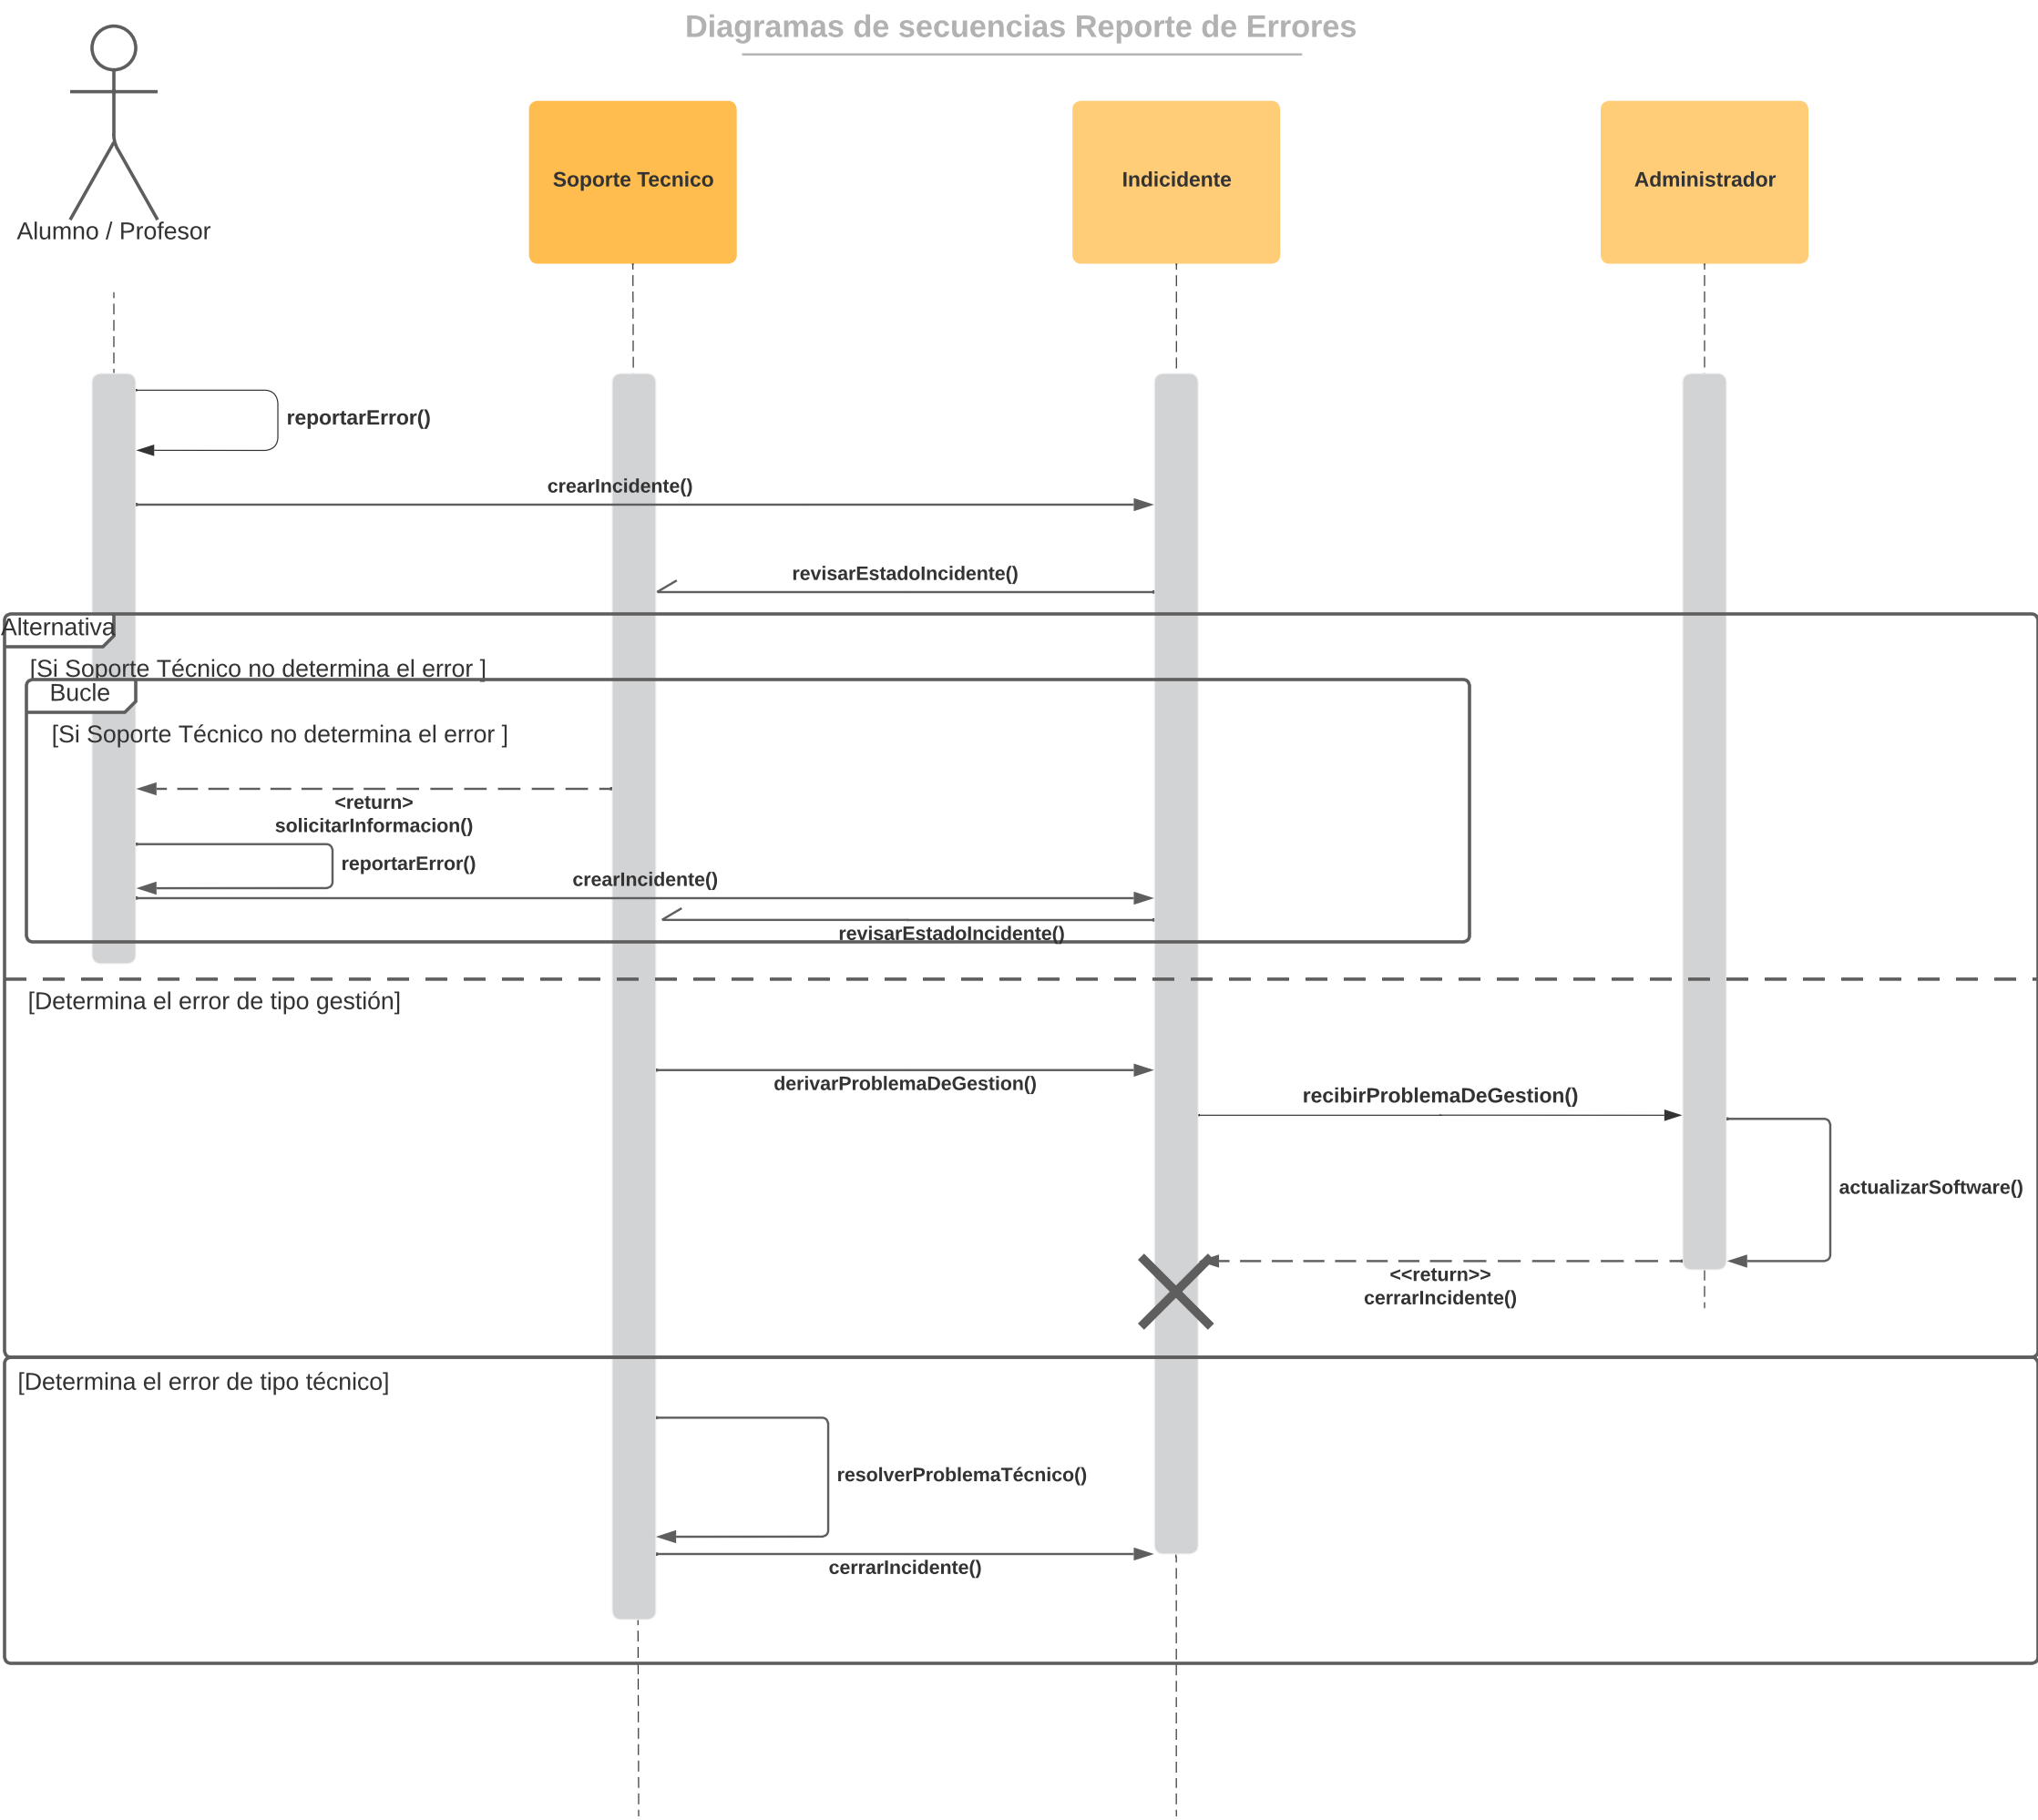 Diagramas de secuencias Reporte de Errores
Alumno / Profesor
Soporte Tecnico
Indicidente
Administrador
reportarError()
crearIncidente()
revisarEstadoIncidente()
Alternativa
[Si Soporte Técnico no determina el error ]
Bucle
[Si Soporte Técnico no determina el error ]
<return>
solicitarInformacion()
reportarError()
crearIncidente()
revisarEstadoIncidente()
[Determina el error de tipo gestión]
derivarProblemaDeGestion()
recibirProblemaDeGestion()
actualizarSoftware()
<<return>>
cerrarIncidente()
[Determina el error de tipo técnico]
resolverProblemaTécnico()
cerrarIncidente()